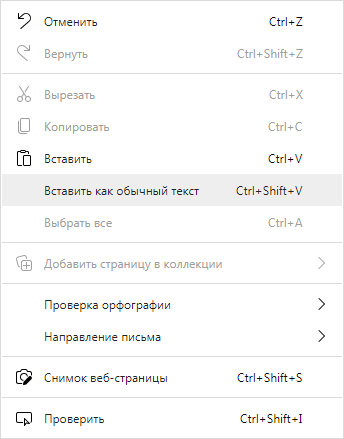 Отменить Ctrl+Z
Вернуть Ctrl+Shift+Z
Вырезать Ctrl+X
Копировать Ctrl+C
Вставить Ctrl+V
Вставить как обычный текст Ctrl+Shift+V
Выбрать все Ctrl+A
Добавить страницу в коллекции
Проверка орфографии
Направление письма
Снимок веб-страницы Ctrl+Shift+S
Проверить Ctrl+Shift+I